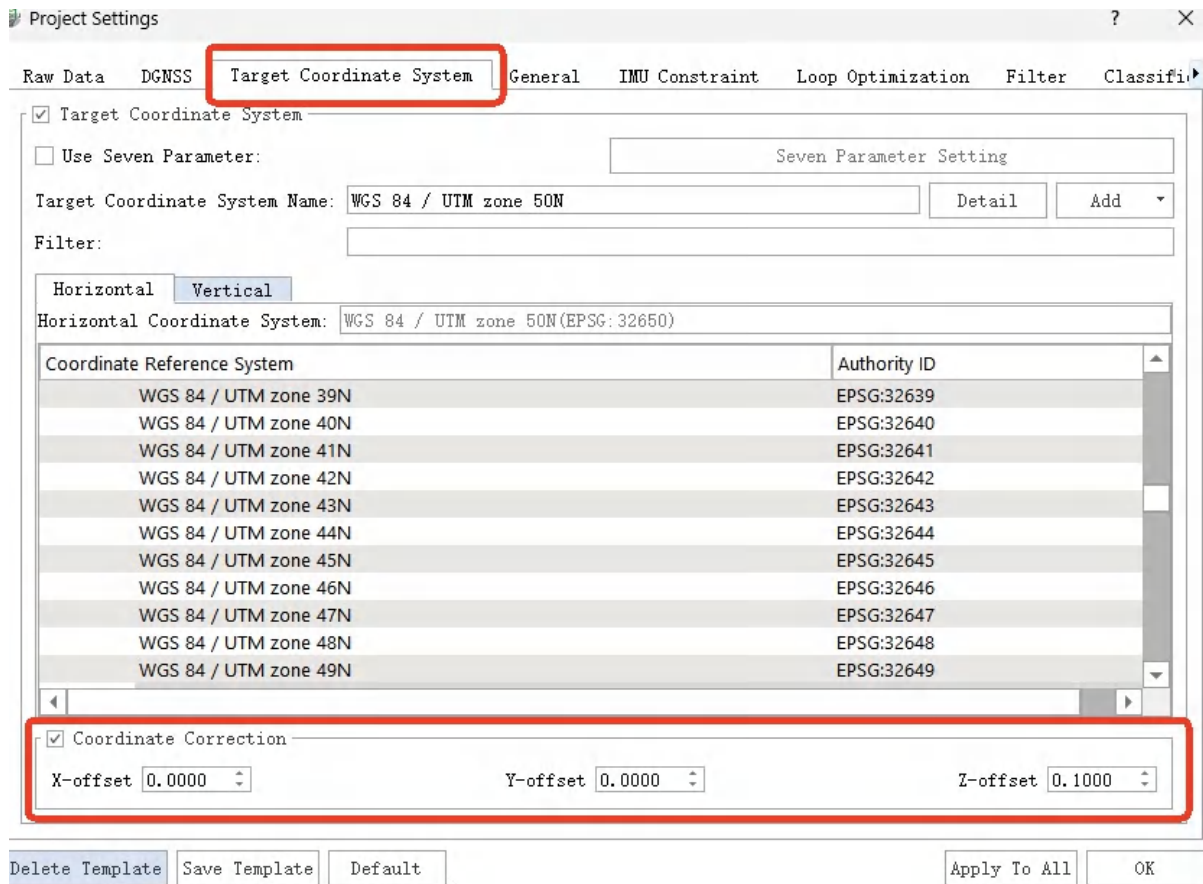 Project Settings ? ×
Raw Data DGNSS Target Coordinate System General IMU Constraint Loop Optimization Filter Classifi
Target Coordinate System
Use Seven Parameter: Seven Parameter Setting
Target Coordinate System Name: WGS 84 / UTM zone 50N Detail Add
Filter:
Horizontal Vertical
Horizontal Coordinate System: WGS 84 / UTM zone 50N(EPSG:32650)
Coordinate Reference System Authority ID
WGS 84 / UTM zone 39N EPSG:32639
WGS 84 / UTM zone 40N EPSG:32640
WGS 84 / UTM zone 41N EPSG:32641
WGS 84 / UTM zone 42N EPSG:32642
WGS 84 / UTM zone 43N EPSG:32643
WGS 84 / UTM zone 44N EPSG:32644
WGS 84 / UTM zone 45N EPSG:32645
WGS 84 / UTM zone 46N EPSG:32646
WGS 84 / UTM zone 47N EPSG:32647
WGS 84 / UTM zone 48N EPSG:32648
WGS 84 / UTM zone 49N EPSG:32649
Coordinate Correction
X-offset 0.0000 Y-offset 0.0000 Z-offset 0.1000
Delete Template Save Template Default Apply To All OK